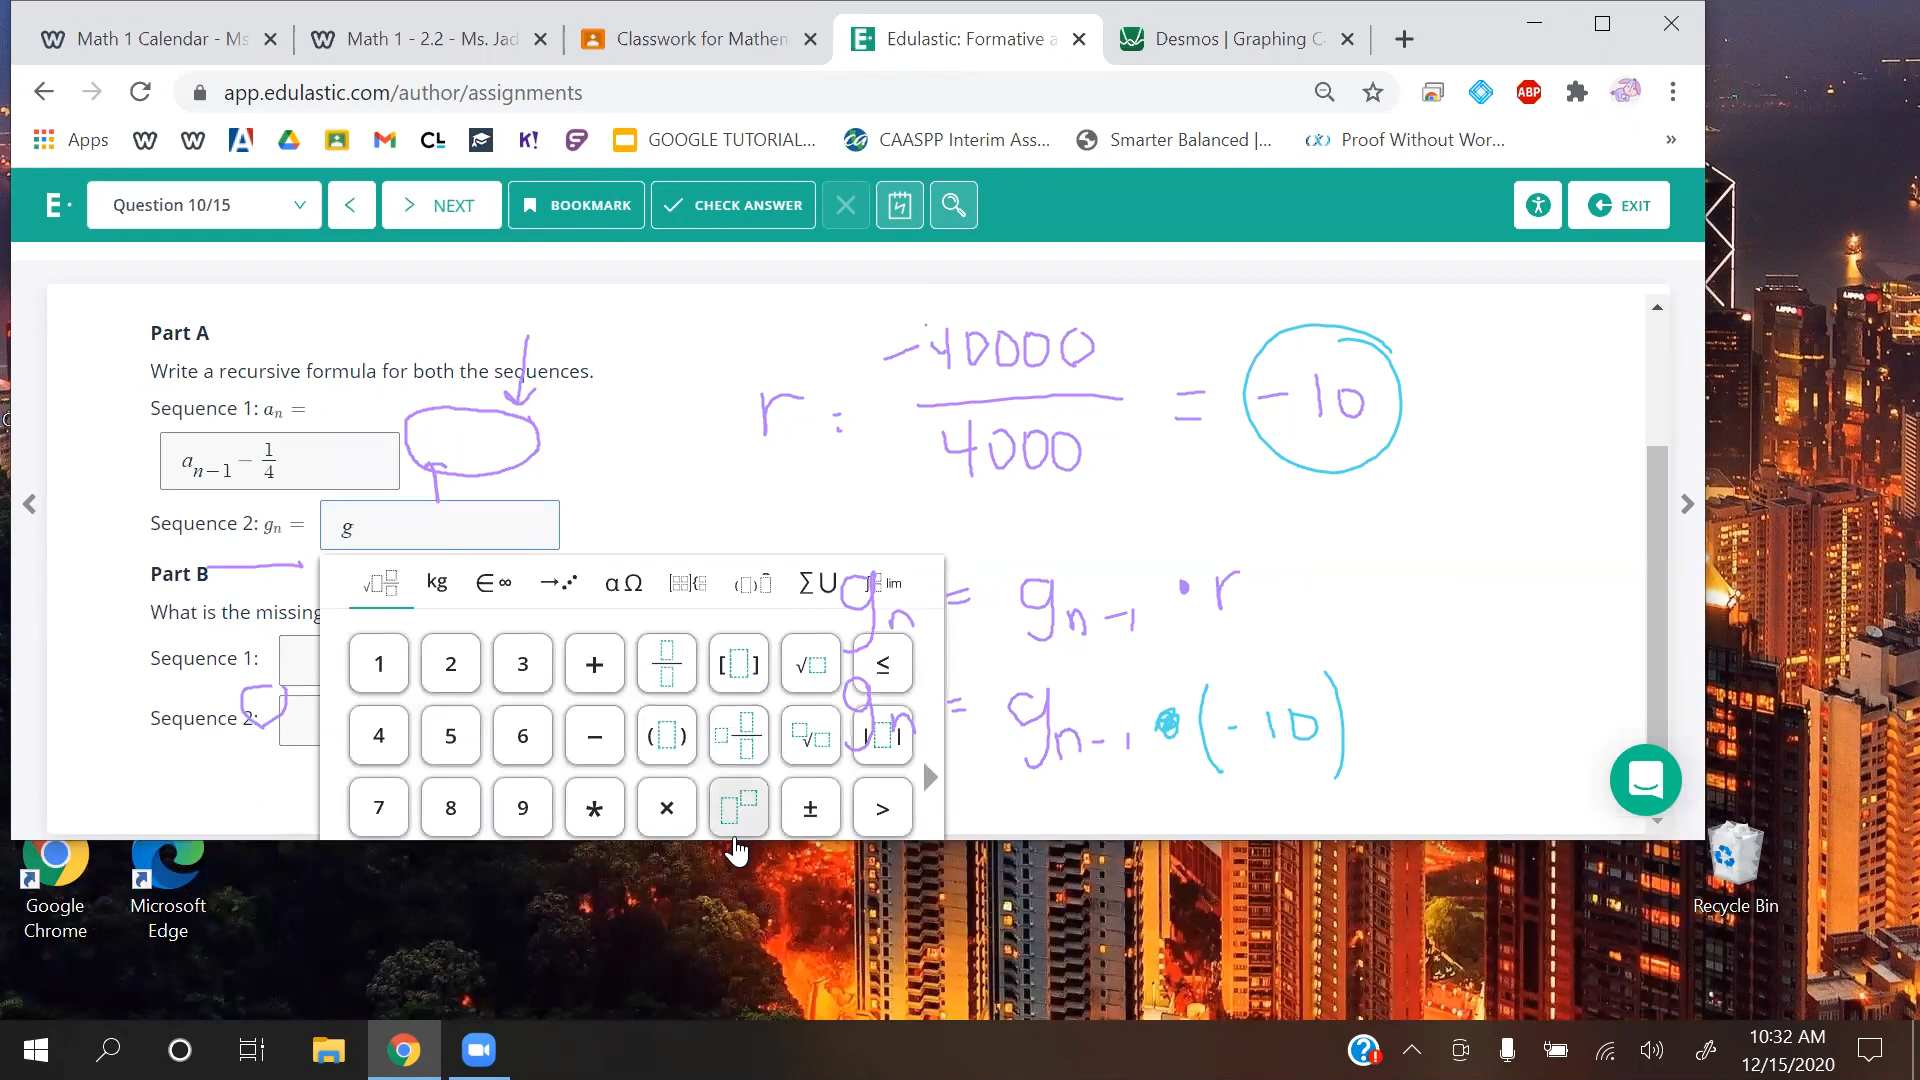 Math 1 Calendar - Ms
Math 1 - 2.2 - Ms. Jad
Classwork for Mathem
Edulastic: Formative a
Desmos | Graphing C
app.edulastic.com/author/assignments
ABP
Apps
CL
K!
GOOGLE TUTORIAL...
CAASPP Interim Ass...
Smarter Balanced |...
(x) Proof Without Wor...
»
E·
Question 10/15
< 
> NEXT
BOOKMARK
CHECK ANSWER
EXIT
Part A
Write a recursive formula for both the sequences.
Sequence 1: aₙ =
aₙ₋₁ − 1/4
Sequence 2: gₙ =
g
r : -40000/4000 = -10
Part B
What is the missing
Sequence 1:
Sequence 2:
kg ∈∞ →⋰ αΩ ΣU lim
1 2 3 + [ ] √ ≤
4 5 6 − ( ) √ | |
7 8 9 * × ± >
gₙ = gₙ₋₁ · r
gₙ = gₙ₋₁ · (-10)
Google Chrome
Microsoft Edge
Recycle Bin
10:32 AM
12/15/2020